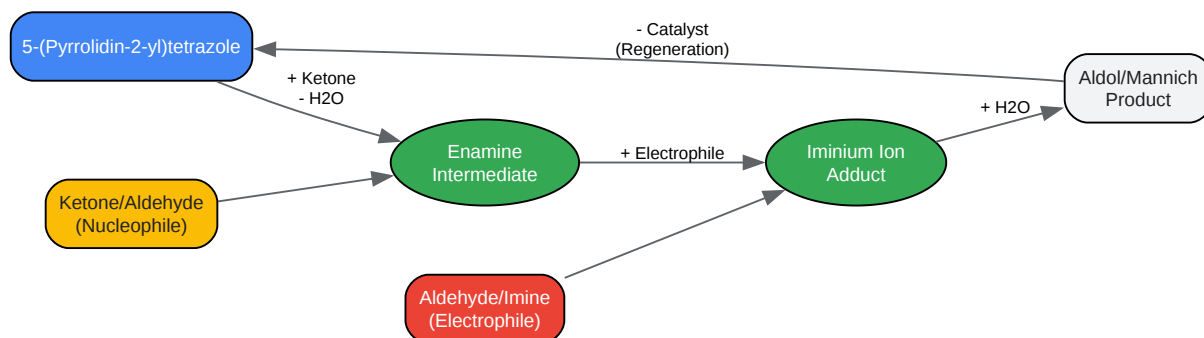 5-(Pyrrolidin-2-yl)tetrazole
- Catalyst
(Regeneration)
Aldol/Mannich
Product
+ Ketone
- H2O
+ H2O
Enamine
Intermediate
+ Electrophile
Iminium Ion
Adduct
Ketone/Aldehyde
(Nucleophile)
Aldehyde/Imine
(Electrophile)